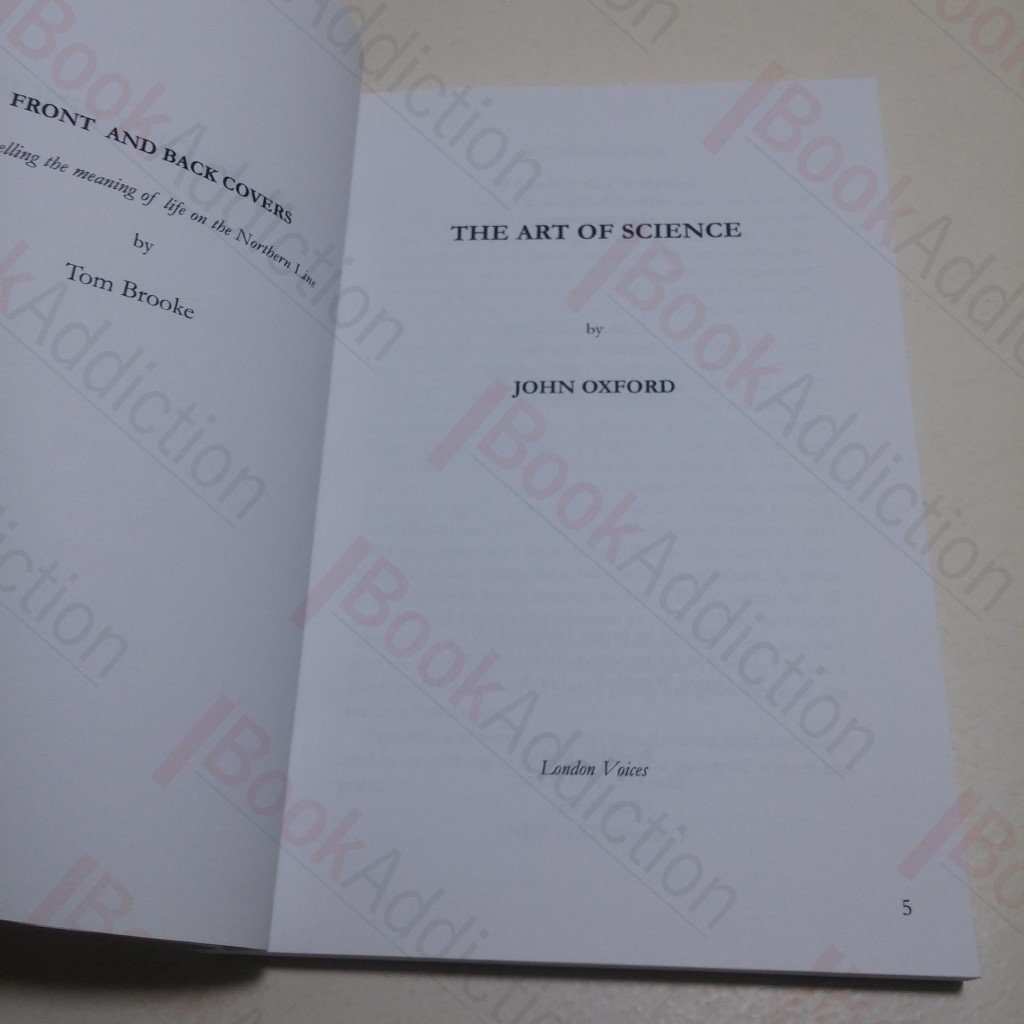 FRONT AND BACK COVERS
elling the meaning of life on the Northern Line
by
Tom Brooke
THE ART OF SCIENCE
by
JOHN OXFORD
London Voices
5
BookAddiction